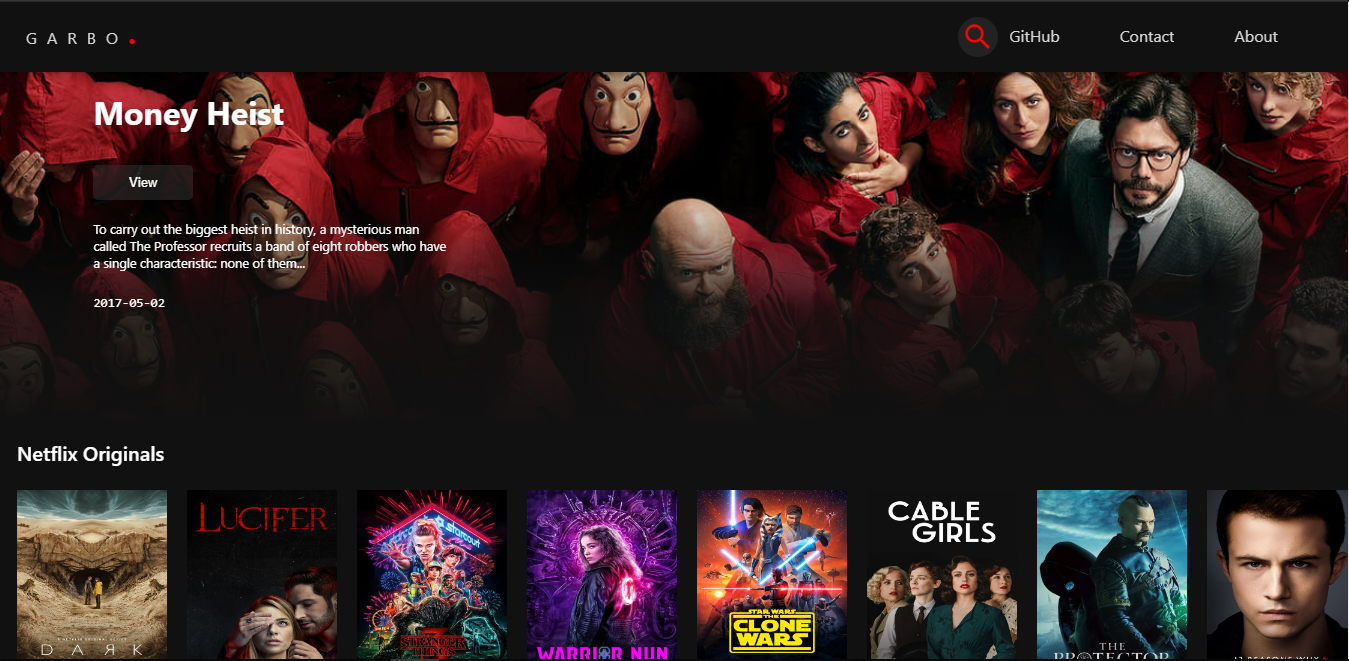 GARBO.
GitHub
Contact
About
Money Heist
View
To carry out the biggest heist in history, a mysterious man
called The Professor recruits a band of eight robbers who have
a single characteristic: none of them...
2017-05-02
Netflix Originals
DARK
LUCIFER
starcourt
STRANGER
THINGS
WARRIOR NUN
STAR WARS
THE
CLONE
WARS
CABLE
GIRLS
THE
PROTECTOR
13 REASONS WHY